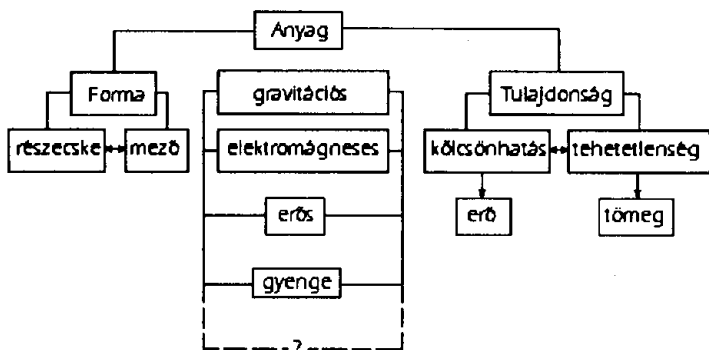 Anyag
Forma
részecske
mező
gravitációs
elektromágneses
erős
gyenge
?
Tulajdonság
kölcsönhatás
tehetetlenség
erő
tömeg